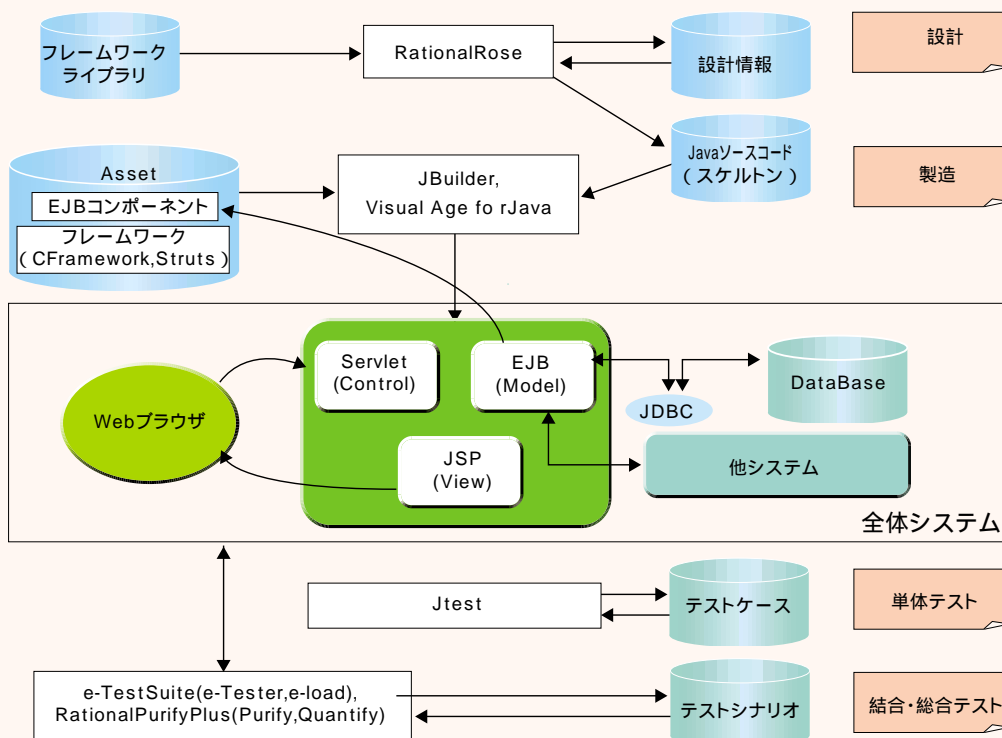 フレームワーク
ライブラリ
RationalRose
設計情報
設計
Asset
EJBコンポーネント
フレームワーク
(CFramework,Struts)
JBuilder,
Visual Age fo rJava
Javaソースコード
(スケルトン)
製造
Webブラウザ
Servlet
(Control)
EJB
(Model)
JSP
(View)
JDBC
DataBase
他システム
全体システム
Jtest
テストケース
単体テスト
e-TestSuite(e-Tester,e-load),
RationalPurifyPlus(Purify,Quantify)
テストシナリオ
結合・総合テスト